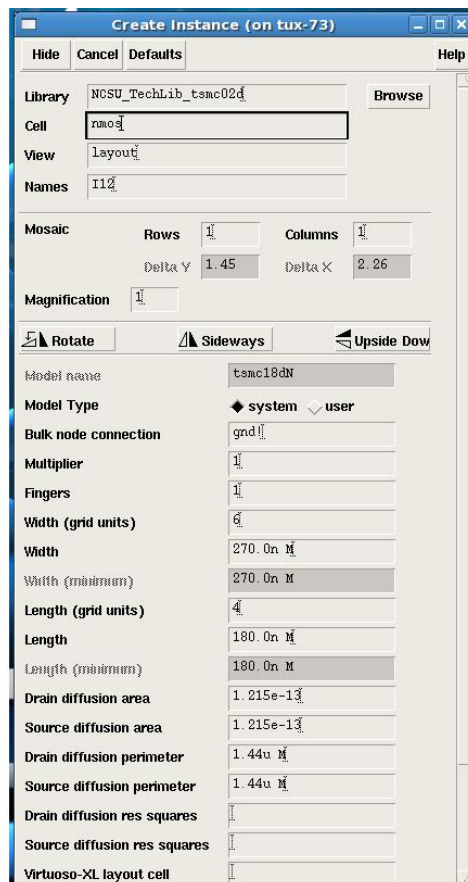 Create Instance (on tux-73)
Hide Cancel Defaults Help
Library NCSU_TechLib_tsmc02d Browse
Cell nmos
View layout
Names I12
Mosaic Rows 1 Columns 1
Delta Y 1.45 Delta X 2.26
Magnification 1
Rotate Sideways Upside Dow
Model name tsmc18dN
Model Type system user
Bulk node connection gnd!
Multiplier 1
Fingers 1
Width (grid units) 6
Width 270.0n M
Width (minimum) 270.0n M
Length (grid units) 4
Length 180.0n M
Length (minimum) 180.0n M
Drain diffusion area 1.215e-13
Source diffusion area 1.215e-13
Drain diffusion perimeter 1.44u M
Source diffusion perimeter 1.44u M
Drain diffusion res squares
Source diffusion res squares
Virtuoso-XL layout cell